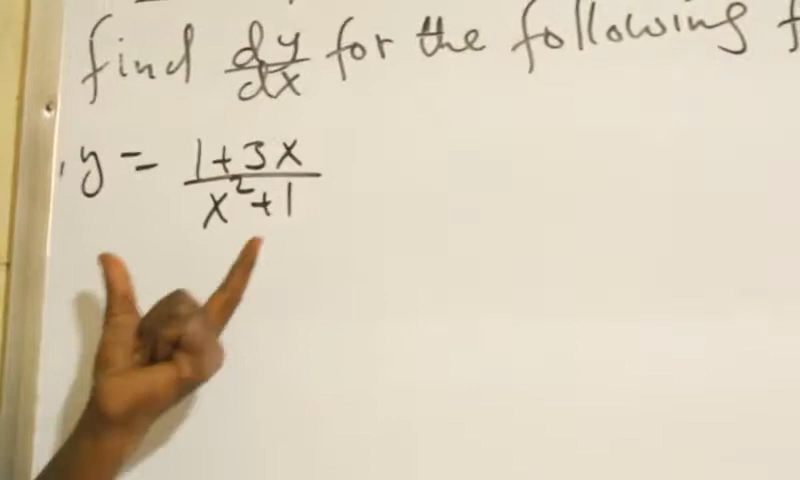 find dy/dx for the following
y = (1+3x)/(x²+1)